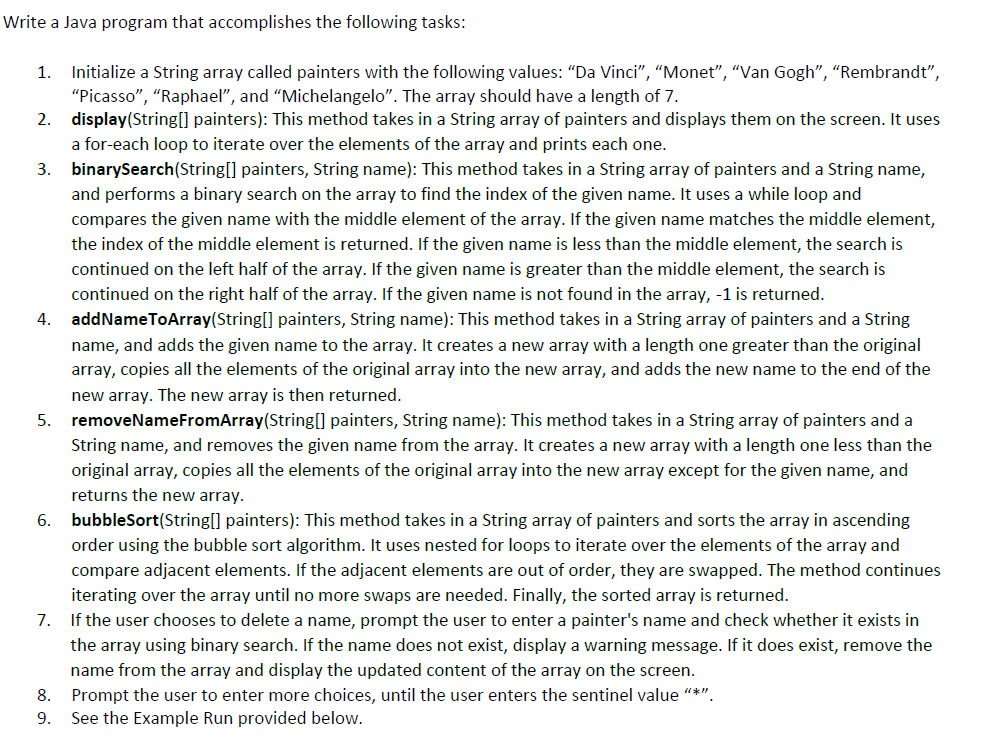 Write a Java program that accomplishes the following tasks:
1. Initialize a String array called painters with the following values: “Da Vinci”, “Monet”, “Van Gogh”, “Rembrandt”,
“Picasso”, “Raphael”, and “Michelangelo”. The array should have a length of 7.
2. display(String[] painters): This method takes in a String array of painters and displays them on the screen. It uses
a for-each loop to iterate over the elements of the array and prints each one.
3. binarySearch(String[] painters, String name): This method takes in a String array of painters and a String name,
and performs a binary search on the array to find the index of the given name. It uses a while loop and
compares the given name with the middle element of the array. If the given name matches the middle element,
the index of the middle element is returned. If the given name is less than the middle element, the search is
continued on the left half of the array. If the given name is greater than the middle element, the search is
continued on the right half of the array. If the given name is not found in the array, -1 is returned.
4. addNameToArray(String[] painters, String name): This method takes in a String array of painters and a String
name, and adds the given name to the array. It creates a new array with a length one greater than the original
array, copies all the elements of the original array into the new array, and adds the new name to the end of the
new array. The new array is then returned.
5. removeNameFromArray(String[] painters, String name): This method takes in a String array of painters and a
String name, and removes the given name from the array. It creates a new array with a length one less than the
original array, copies all the elements of the original array into the new array except for the given name, and
returns the new array.
6. bubbleSort(String[] painters): This method takes in a String array of painters and sorts the array in ascending
order using the bubble sort algorithm. It uses nested for loops to iterate over the elements of the array and
compare adjacent elements. If the adjacent elements are out of order, they are swapped. The method continues
iterating over the array until no more swaps are needed. Finally, the sorted array is returned.
7. If the user chooses to delete a name, prompt the user to enter a painter's name and check whether it exists in
the array using binary search. If the name does not exist, display a warning message. If it does exist, remove the
name from the array and display the updated content of the array on the screen.
8. Prompt the user to enter more choices, until the user enters the sentinel value “*”.
9. See the Example Run provided below.